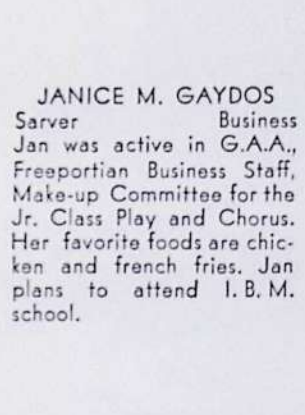 JANICE M. GAYDOS
Sarver Business
Jan was active in G.A.A.,
Freeportian Business Staff,
Make-up Committee for the
Jr. Class Play and Chorus.
Her favorite foods are chic-
ken and french fries. Jan
plans to attend I. B. M.
school.